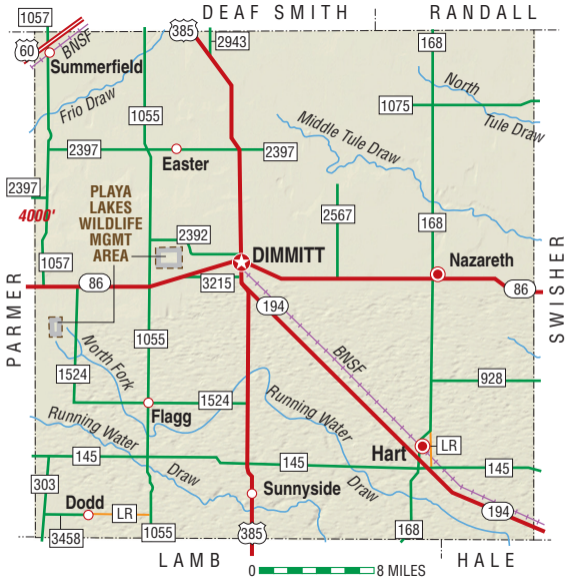 DEAF SMITH
RANDALL
1057
385
2943
168
60
BNSF
Summerfield
North
Frio Draw
1055
1075
Tule Draw
Middle Tule Draw
2397
2397
Easter
2397
PLAYA
LAKES
WILDLIFE
MGMT
AREA
4000'
2567
168
2392
DIMMITT
Nazareth
1057
86
3215
86
194
PARMER
SWISHER
North Fork
1055
BNSF
1524
1524
928
Flagg
Running Water
Running Water
Hart
LR
145
145
145
Draw
Draw
303
Dodd
LR
Sunnyside
194
3458
1055
385
168
LAMB
HALE
0 8 MILES